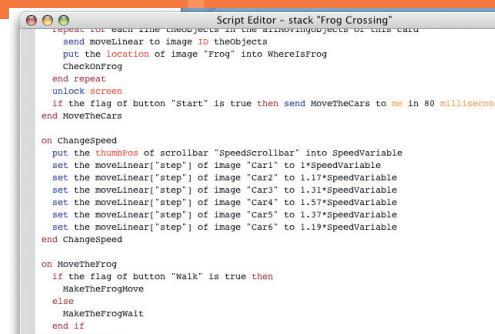 Script Editor – stack "Frog Crossing"
repeat for each line theObjects in the allMovingObjects of this card
send moveLinear to image ID theObjects
put the location of image "Frog" into WhereIsFrog
CheckOnFrog
end repeat
unlock screen
if the flag of button "Start" is true then send MoveTheCars to me in 80 millisecon
end MoveTheCars
on ChangeSpeed
put the thumbPos of scrollbar "SpeedScrollbar" into SpeedVariable
set the moveLinear["step"] of image "Car1" to 1*SpeedVariable
set the moveLinear["step"] of image "Car2" to 1.17*SpeedVariable
set the moveLinear["step"] of image "Car3" to 1.31*SpeedVariable
set the moveLinear["step"] of image "Car4" to 1.57*SpeedVariable
set the moveLinear["step"] of image "Car5" to 1.37*SpeedVariable
set the moveLinear["step"] of image "Car6" to 1.19*SpeedVariable
end ChangeSpeed
on MoveTheFrog
if the flag of button "Walk" is true then
MakeTheFrogMove
else
MakeTheFrogWait
end if